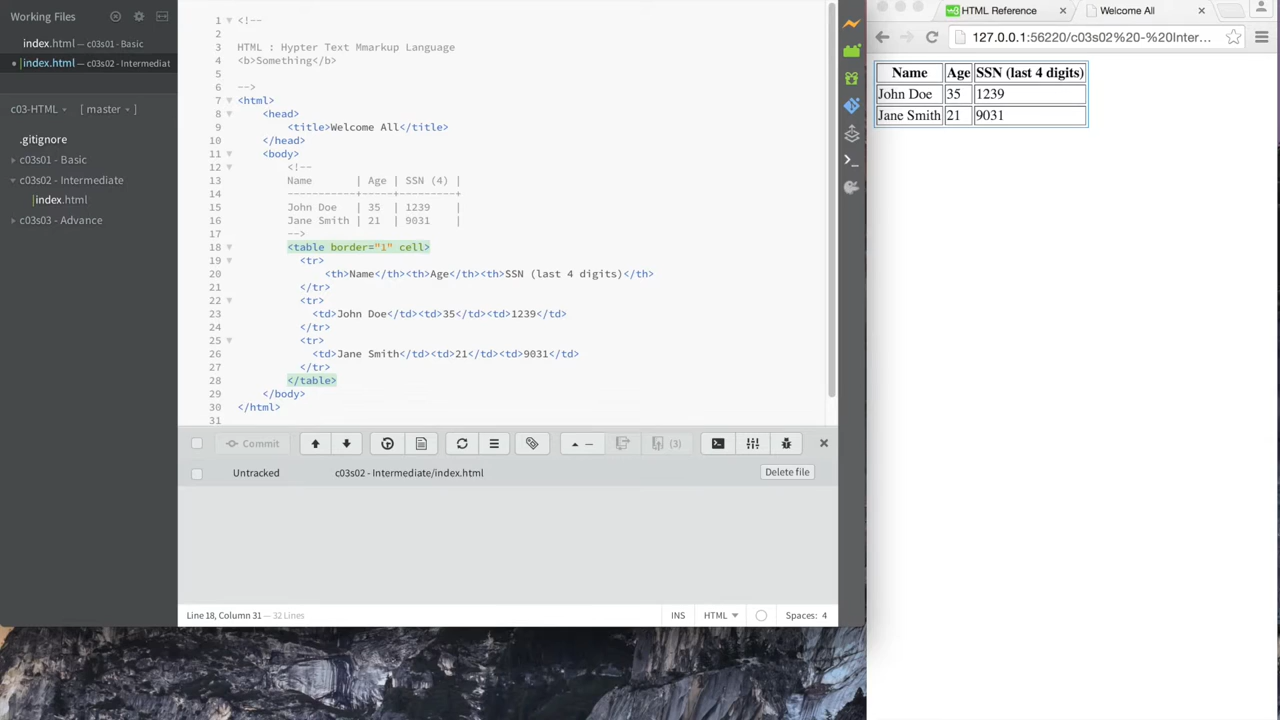 Working Files
index.html — c03s01 - Basic
index.html — c03s02 - Intermediat
c03-HTML [ master ]
.gitignore
c03s01 - Basic
c03s02 - Intermediate
index.html
c03s03 - Advance
1 <!--
2
3 HTML : Hypter Text Mmarkup Language
4 <b>Something</b>
5
6 -->
7 <html>
8 <head>
9 <title>Welcome All</title>
10 </head>
11 <body>
12 <!--
13 Name | Age | SSN (4) |
14 -----------+-----+---------+
15 John Doe | 35 | 1239 |
16 Jane Smith | 21 | 9031 |
17 -->
18 <table border="1" cell>
19 <tr>
20 <th>Name</th><th>Age</th><th>SSN (last 4 digits)</th>
21 </tr>
22 <tr>
23 <td>John Doe</td><td>35</td><td>1239</td>
24 </tr>
25 <tr>
26 <td>Jane Smith</td><td>21</td><td>9031</td>
27 </tr>
28 </table>
29 </body>
30 </html>
31
Commit (3)
Untracked c03s02 - Intermediate/index.html Delete file
Line 18, Column 31 — 32 Lines INS HTML Spaces: 4
HTML Reference Welcome All
127.0.0.1:56220/c03s02%20-%20Inter...
Name Age SSN (last 4 digits)
John Doe 35 1239
Jane Smith 21 9031